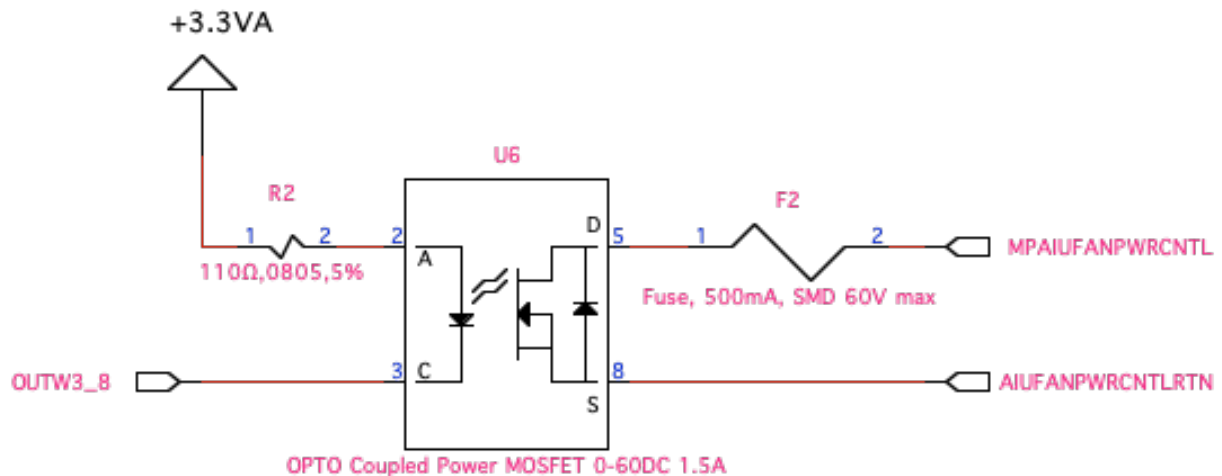 +3.3VA
U6
R2
F2
1
2
2
A
D
5
1
2
MPAIUFANPWRCNTL
110Ω,0805,5%
Fuse, 500mA, SMD 60V max
OUTW3_8
3
C
8
S
AIUFANPWRCNTLRTN
OPTO Coupled Power MOSFET 0-60DC 1.5A